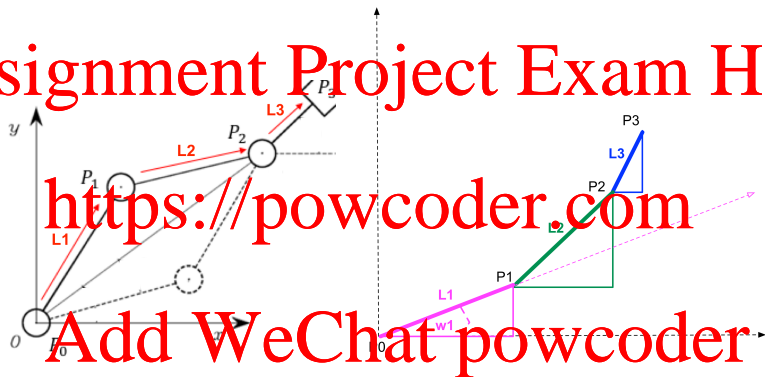 signment Project Exam H
P3
L3
P3
y
P2
L2
L3
P1
P2
https://powcoder.com
L2
L1
P1
L1
w1
0
P0
x
Add WeChat powcoder